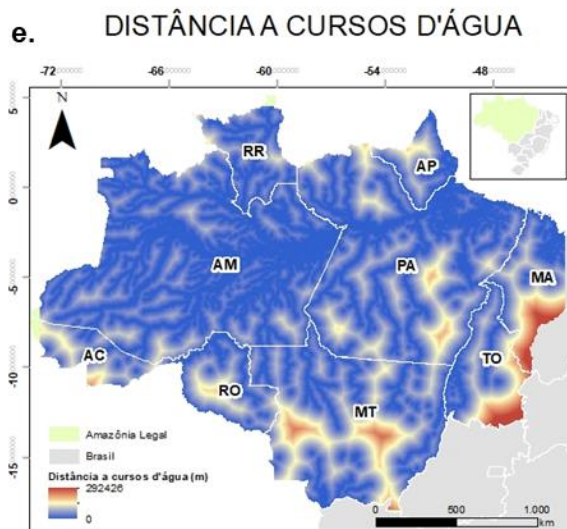 e.
DISTÂNCIA A CURSOS D'ÁGUA
-72 -66 -60 -54 -48
N
5
0
-5
-10
-15
RR
AP
AM
PA
MA
AC
TO
RO
MT
Amazônia Legal
Brasil
Distância a cursos d'água (m)
292426
0
0 500 1.000
km